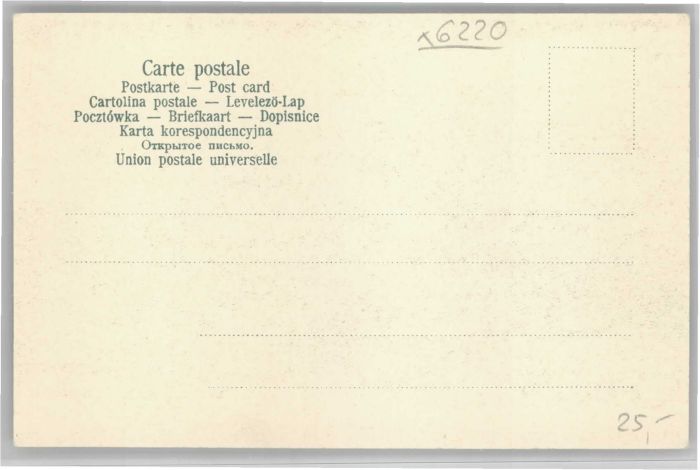 x6220
Carte postale
Postkarte — Post card
Cartolina postale — Levelező-Lap
Pocztówka — Briefkaart — Dopisnice
Karta korespondencyjna
Открытое письмо.
Union postale universelle
25,-